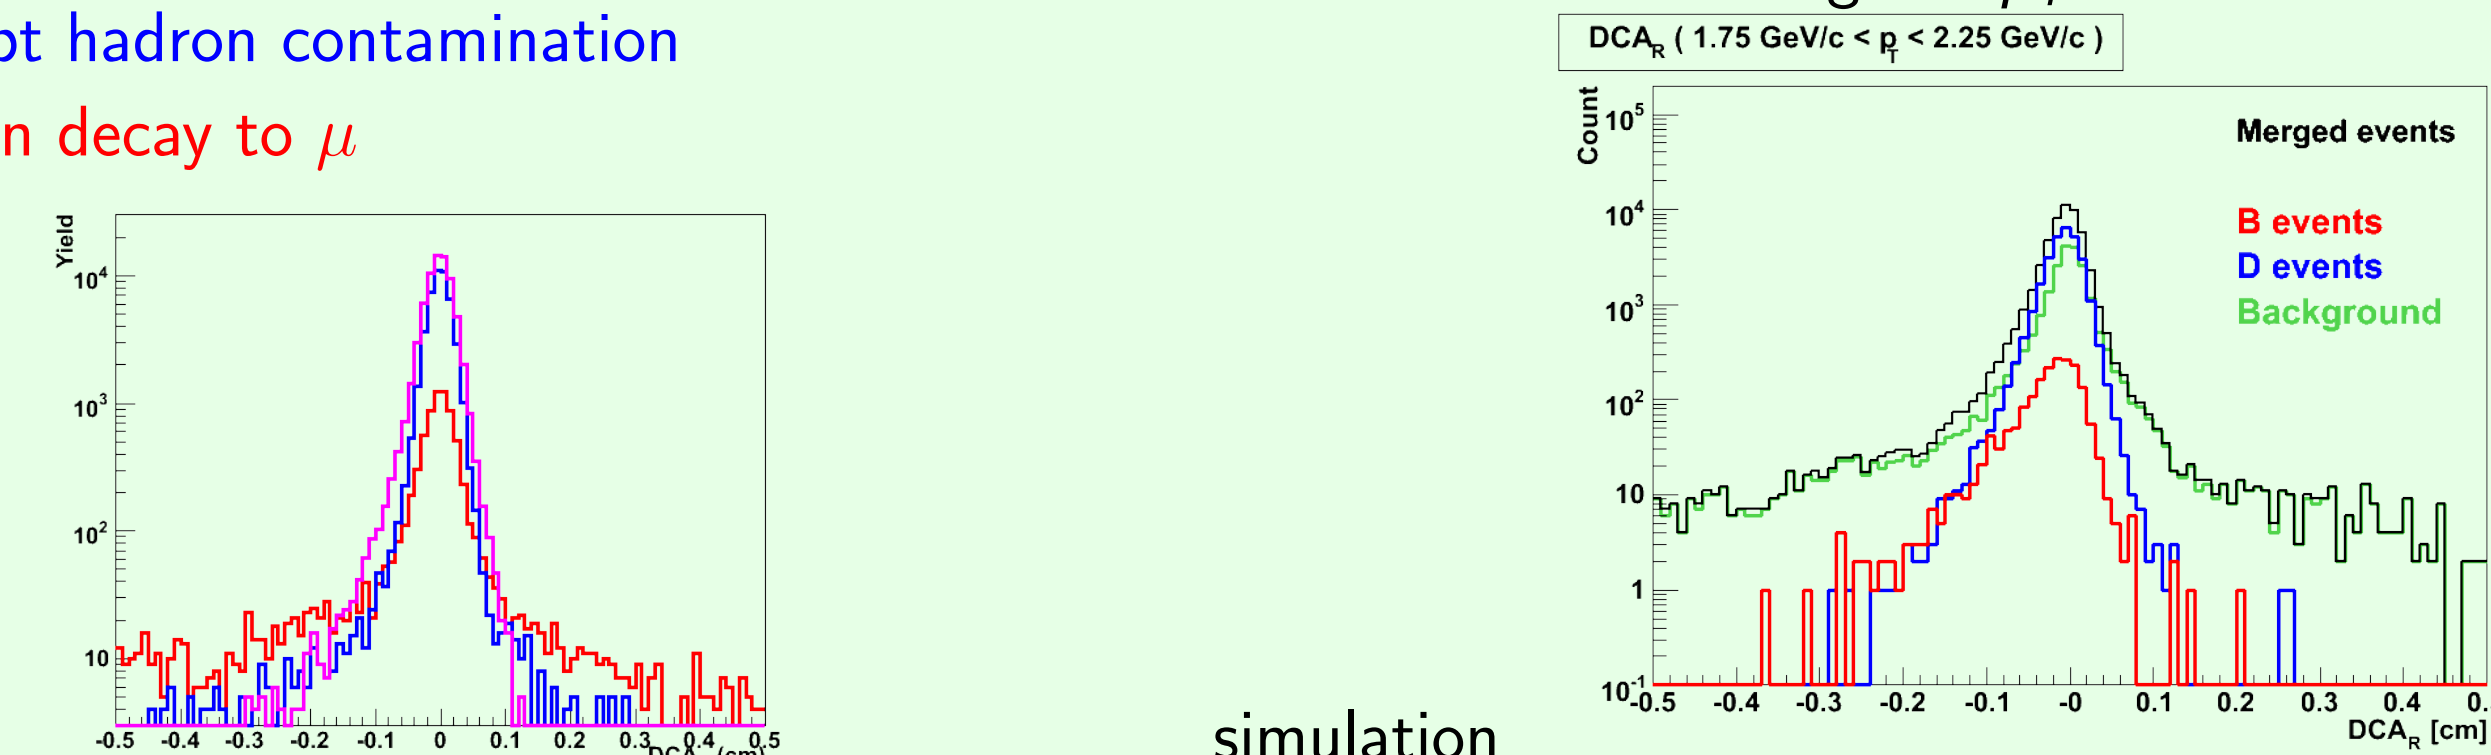 hadron contamination
decay to μ
Yield
10⁴
10³
10²
10
-0.5 -0.4 -0.3 -0.2 -0.1 0 0.1 0.2 0.3 0.4 0.5
simulation
DCA_R ( 1.75 GeV/c < p_T < 2.25 GeV/c )
Count
10⁵
10⁴
10³
10²
10
1
10⁻¹
Merged events
B events
D events
Background
-0.5 -0.4 -0.3 -0.2 -0.1 -0 0.1 0.2 0.3 0.4
DCA_R [cm]